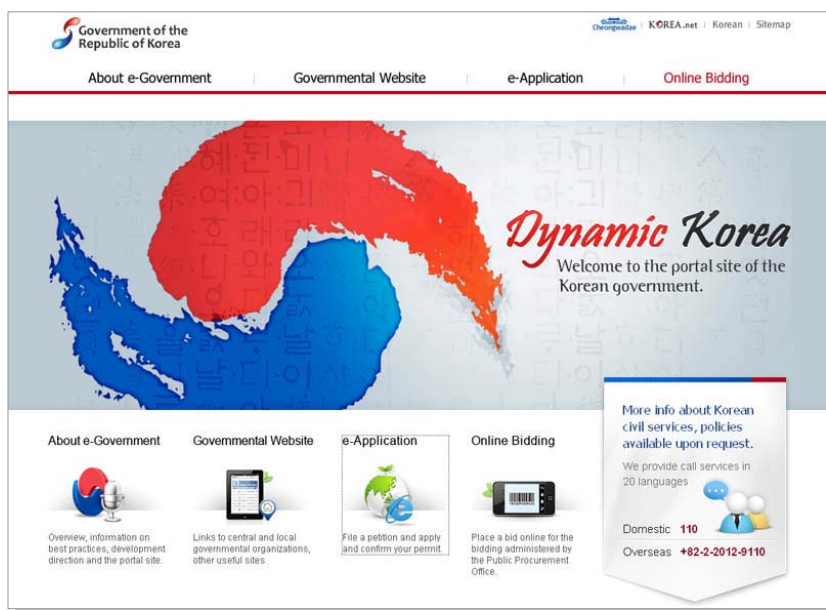 Government of the
Republic of Korea
Cheongwadae KOREA.net Korean Sitemap
About e-Government Governmental Website e-Application Online Bidding
Dynamic Korea
Welcome to the portal site of the
Korean government.
More info about Korean
civil services, policies
available upon request.
We provide call services in
20 languages
Domestic 110
Overseas +82-2-2012-9110
About e-Government
Overview, information on
best practices, development
direction and the portal site.
Governmental Website
Links to central and local
governmental organizations,
other useful sites
e-Application
File a petition and apply
and confirm your permit.
Online Bidding
Place a bid online for the
bidding administered by
the Public Procurement
Office.